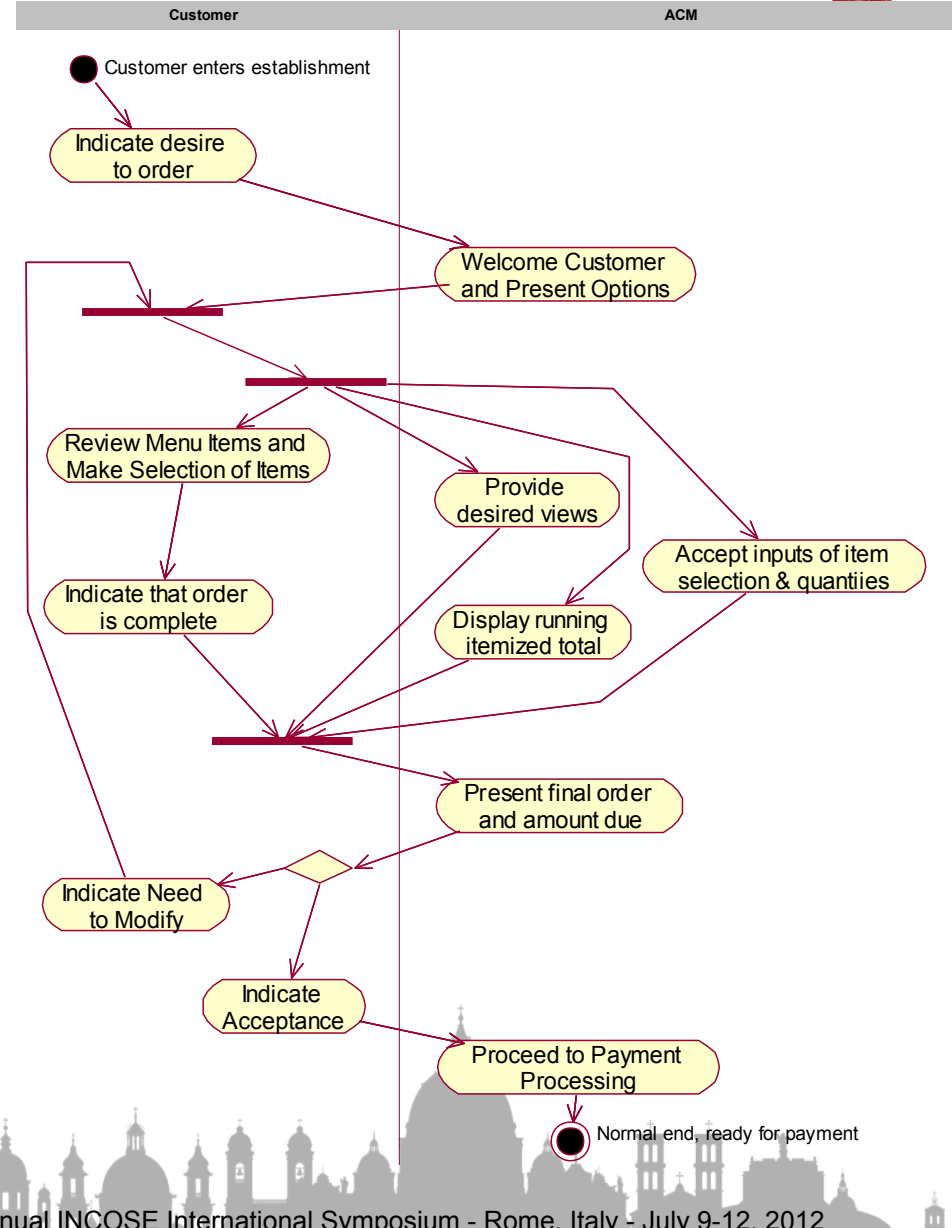 Customer
ACM
Customer enters establishment
Indicate desire
to order
Welcome Customer
and Present Options
Review Menu Items and
Make Selection of Items
Provide
desired views
Accept inputs of item
selection & quantiies
Indicate that order
is complete
Display running
itemized total
Present final order
and amount due
Indicate Need
to Modify
Indicate
Acceptance
Proceed to Payment
Processing
Normal end, ready for payment
nual INCOSE International Symposium - Rome, Italy - July 9-12, 2012